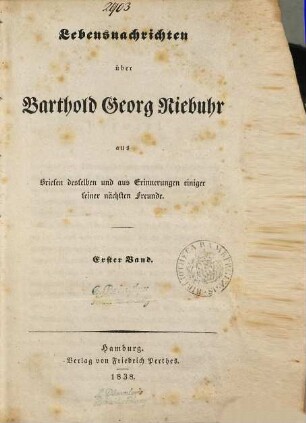 2903
Lebensnachrichten
über
Barthold Georg Niebuhr
aus
Briefen desselben und aus Erinnerungen einiger
seiner nächsten Freunde.
Erster Band.
Hamburg.
Verlag von Friedrich Perthes.
1838.